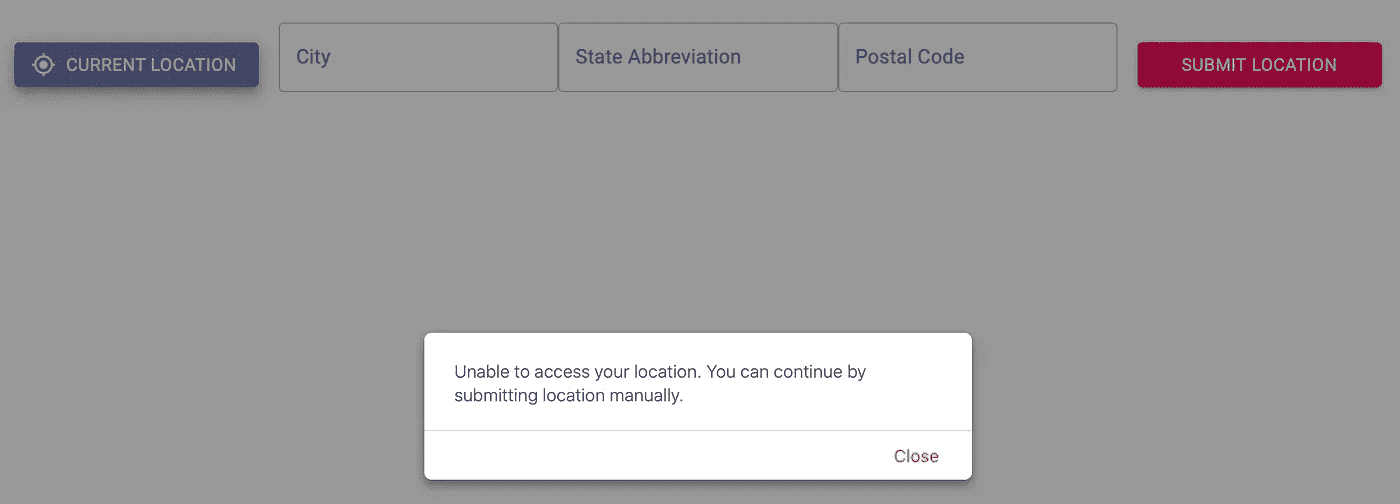 CURRENT LOCATION
City
State Abbreviation
Postal Code
SUBMIT LOCATION
Unable to access your location. You can continue by
submitting location manually.
Close